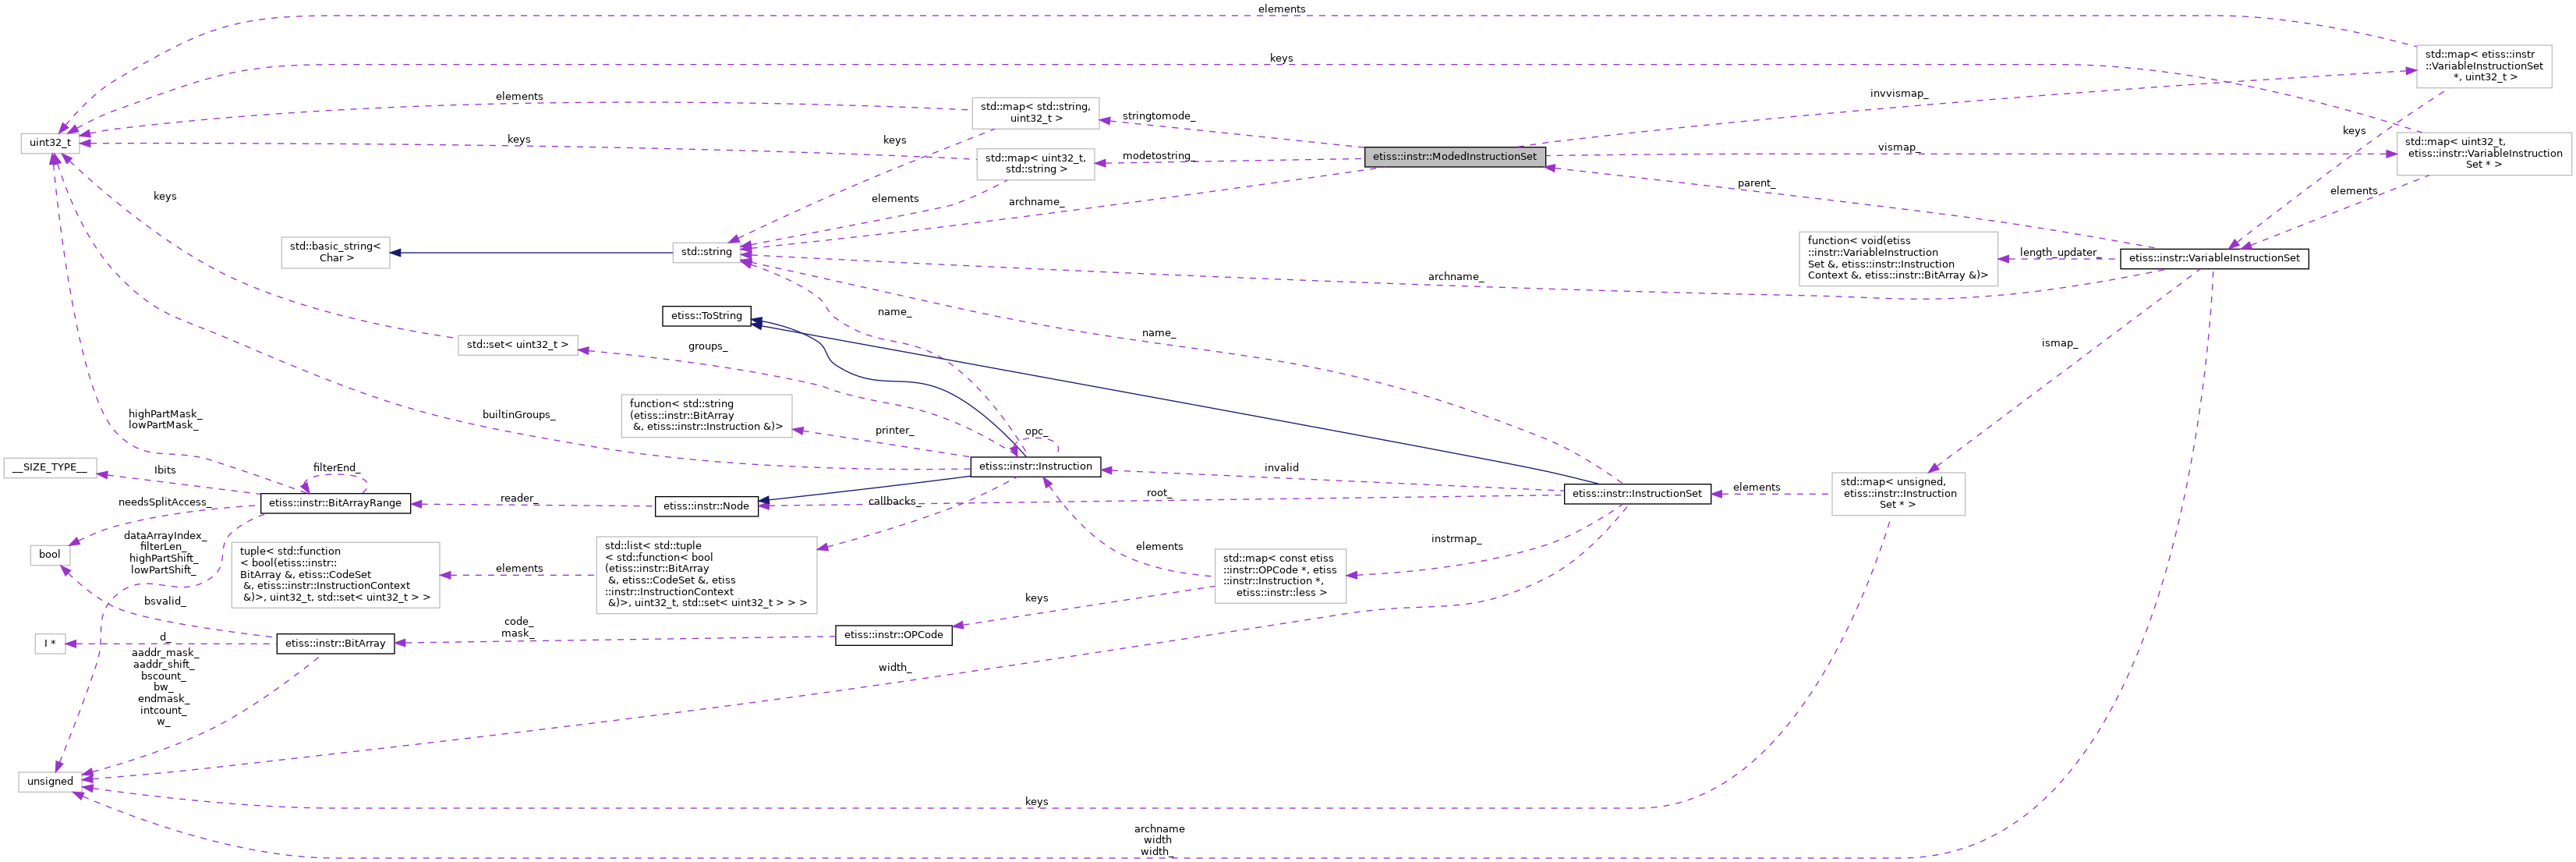 elements
std::map< etiss::instr
::VariableInstructionSet
*, uint32_t >
keys
invvismap_
elements
std::map< std::string,
uint32_t >
stringtomode_
keys
uint32_t
keys
keys
std::map< uint32_t,
std::string >
modetostring_
etiss::instr::ModedInstructionSet
vismap_
std::map< uint32_t,
etiss::instr::VariableInstruction
Set * >
parent_
elements
keys
elements
archname_
std::basic_string<
Char >
std::string
function< void(etiss
::instr::VariableInstruction
Set &, etiss::instr::Instruction
Context &, etiss::instr::BitArray &)>
length_updater_
etiss::instr::VariableInstructionSet
archname_
etiss::ToString
name_
name_
std::set< uint32_t >
groups_
ismap_
highPartMask_
lowPartMask_
builtinGroups_
function< std::string
(etiss::instr::BitArray
&, etiss::instr::Instruction &)>
printer_
opc_
etiss::instr::Instruction
invalid
__SIZE_TYPE__
Ibits
filterEnd_
needsSplitAccess_
etiss::instr::BitArrayRange
reader_
etiss::instr::Node
callbacks_
root_
etiss::instr::InstructionSet
elements
std::map< unsigned,
etiss::instr::Instruction
Set * >
bool
dataArrayIndex_
filterLen_
highPartShift_
lowPartShift_
tuple< std::function
< bool(etiss::instr::
BitArray &, etiss::CodeSet
&, etiss::instr::InstructionContext
&)>, uint32_t, std::set< uint32_t > >
elements
std::list< std::tuple
< std::function< bool
(etiss::instr::BitArray
&, etiss::CodeSet &, etiss
::instr::InstructionContext
&)>, uint32_t, std::set< uint32_t > > >
elements
std::map< const etiss
::instr::OPCode *, etiss
::instr::Instruction *,
etiss::instr::less >
instrmap_
keys
bsvalid_
I *
d_
etiss::instr::BitArray
code_
mask_
etiss::instr::OPCode
aaddr_mask_
aaddr_shift_
bscount_
bw_
endmask_
intcount_
w_
width_
unsigned
keys
archname
width
width_